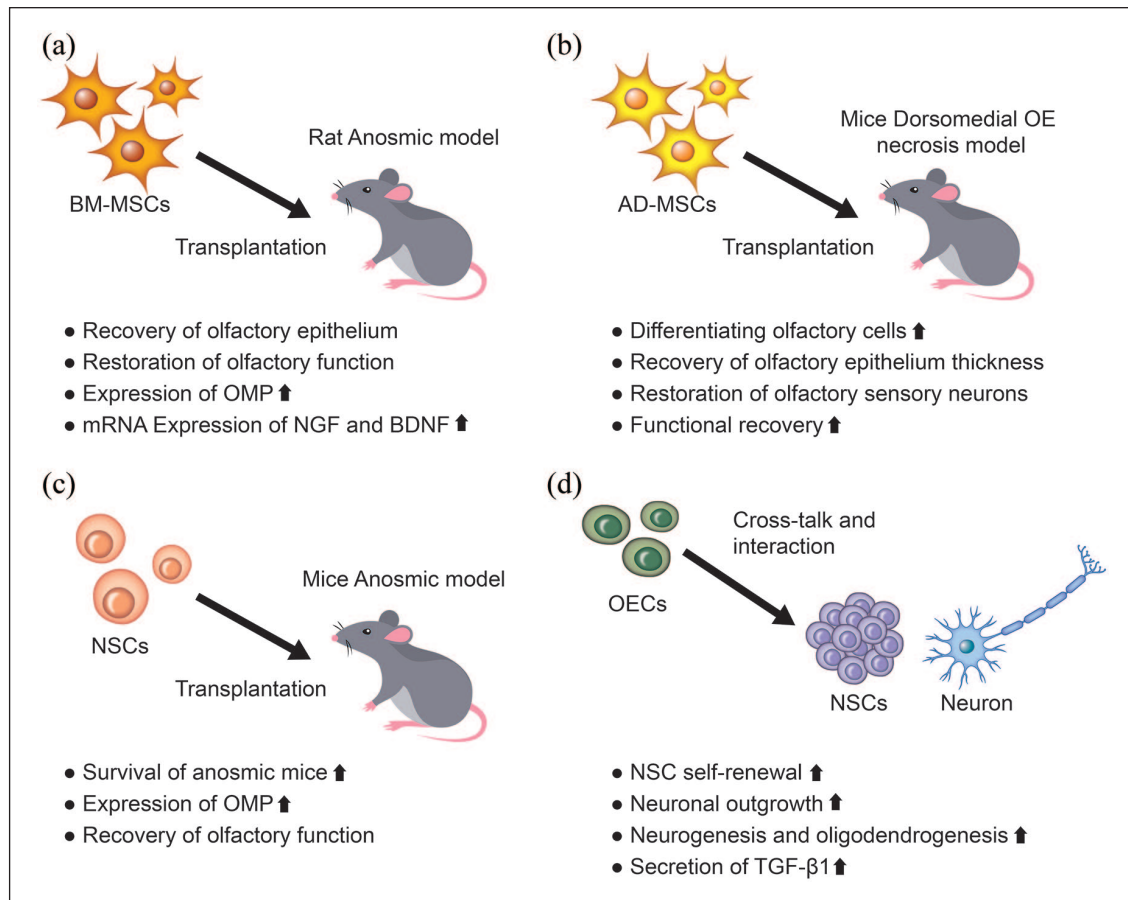 (a)
BM-MSCs
Rat Anosmic model
Transplantation
● Recovery of olfactory epithelium
● Restoration of olfactory function
● Expression of OMP ⬆
● mRNA Expression of NGF and BDNF ⬆
(b)
AD-MSCs
Mice Dorsomedial OE
necrosis model
Transplantation
● Differentiating olfactory cells ⬆
● Recovery of olfactory epithelium thickness
● Restoration of olfactory sensory neurons
● Functional recovery ⬆
(c)
NSCs
Mice Anosmic model
Transplantation
● Survival of anosmic mice ⬆
● Expression of OMP ⬆
● Recovery of olfactory function
(d)
OECs
Cross-talk and
interaction
NSCs
Neuron
● NSC self-renewal ⬆
● Neuronal outgrowth ⬆
● Neurogenesis and oligodendrogenesis ⬆
● Secretion of TGF-β1 ⬆